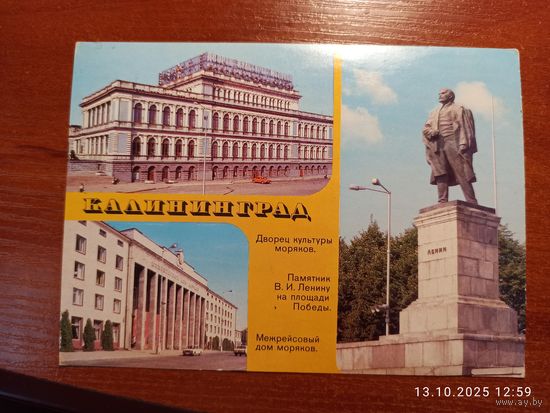 КАЛИНИНГРАД
Дворец культуры
моряков.
Памятник
В. И. Ленину
на площади
Победы.
Межрейсовый
дом моряков.
ЛЕНИН
13.10.2025 12:59
www.ay.by